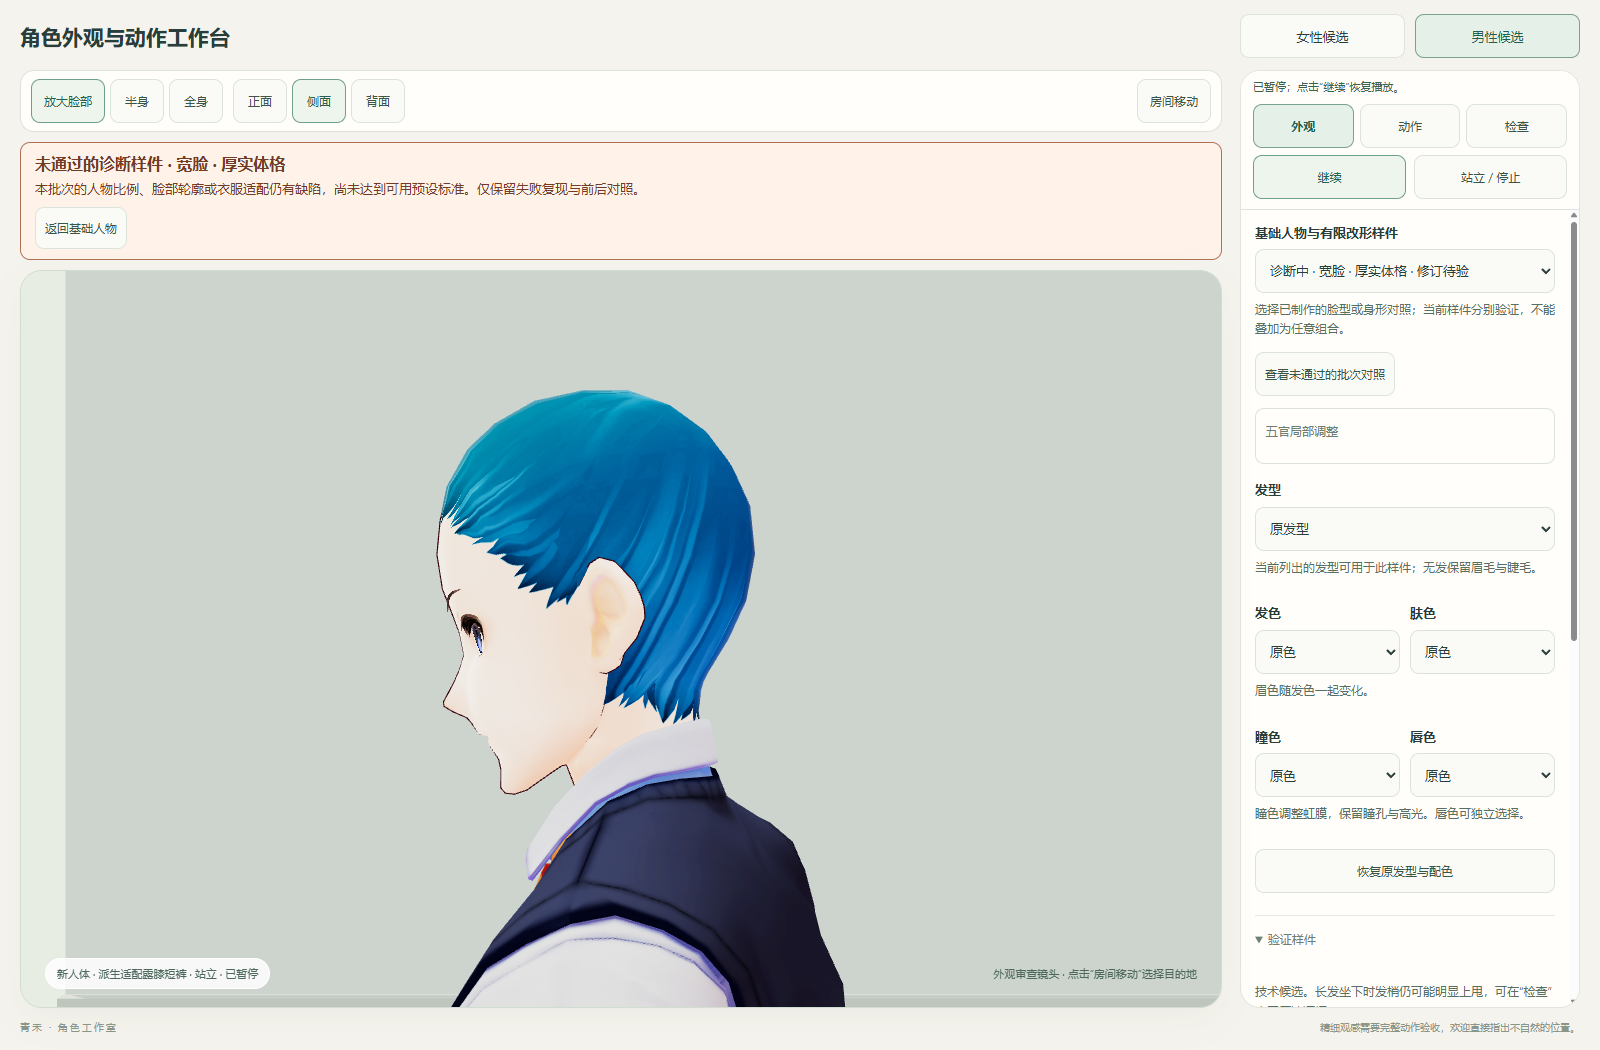 角色外观与动作工作台
女性候选
男性候选
放大脸部
半身
全身
正面
侧面
背面
房间移动
已暂停；点击“继续”恢复播放。
外观
动作
检查
继续
站立 / 停止
未通过的诊断样件 · 宽脸 · 厚实体格
本批次的人物比例、脸部轮廓或衣服适配仍有缺陷，尚未达到可用预设标准。仅保留失败复现与前后对照。
返回基础人物
基础人物与有限改形样件
诊断中 · 宽脸 · 厚实体格 · 修订待验
选择已制作的脸型或身形对照；当前样件分别验证，不能
叠加为任意组合。
查看未通过的批次对照
五官局部调整
发型
原发型
当前列出的发型可用于此样件；无发保留眉毛与睫毛。
发色
肤色
原色
原色
眉色随发色一起变化。
瞳色
唇色
原色
原色
瞳色调整虹膜，保留瞳孔与高光。唇色可独立选择。
恢复原发型与配色
▼ 验证样件
技术候选。长发坐下时发梢仍可能明显上甩，可在“检查”
新人体 · 派生适配露膝短裤 · 站立 · 已暂停
外观审查镜头 · 点击“房间移动”选择目的地
青禾 · 角色工作室
精细观感需要完整动作验收，欢迎直接指出不自然的位置。